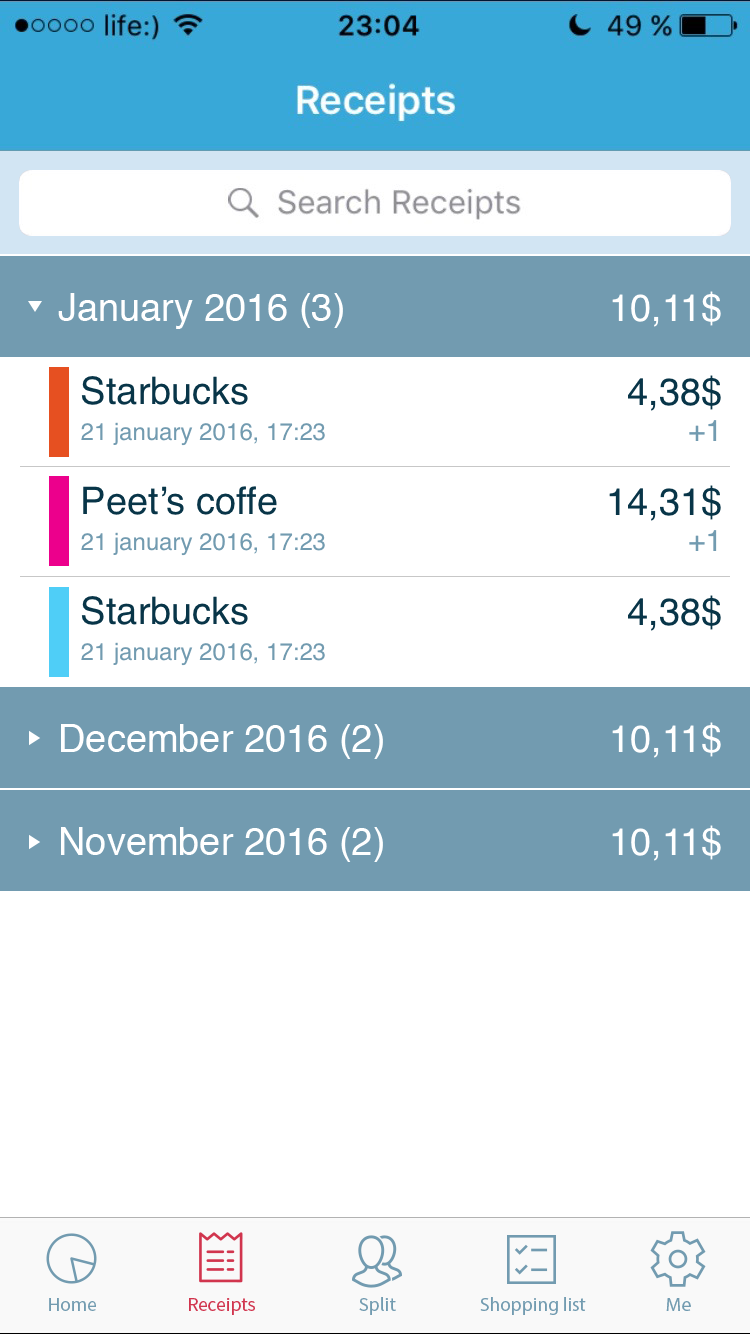 life:) 23:04 49 %
Receipts
Search Receipts
January 2016 (3) 10,11$
Starbucks 4,38$
21 january 2016, 17:23 +1
Peet's coffe 14,31$
21 january 2016, 17:23 +1
Starbucks 4,38$
21 january 2016, 17:23
December 2016 (2) 10,11$
November 2016 (2) 10,11$
Home Receipts Split Shopping list Me